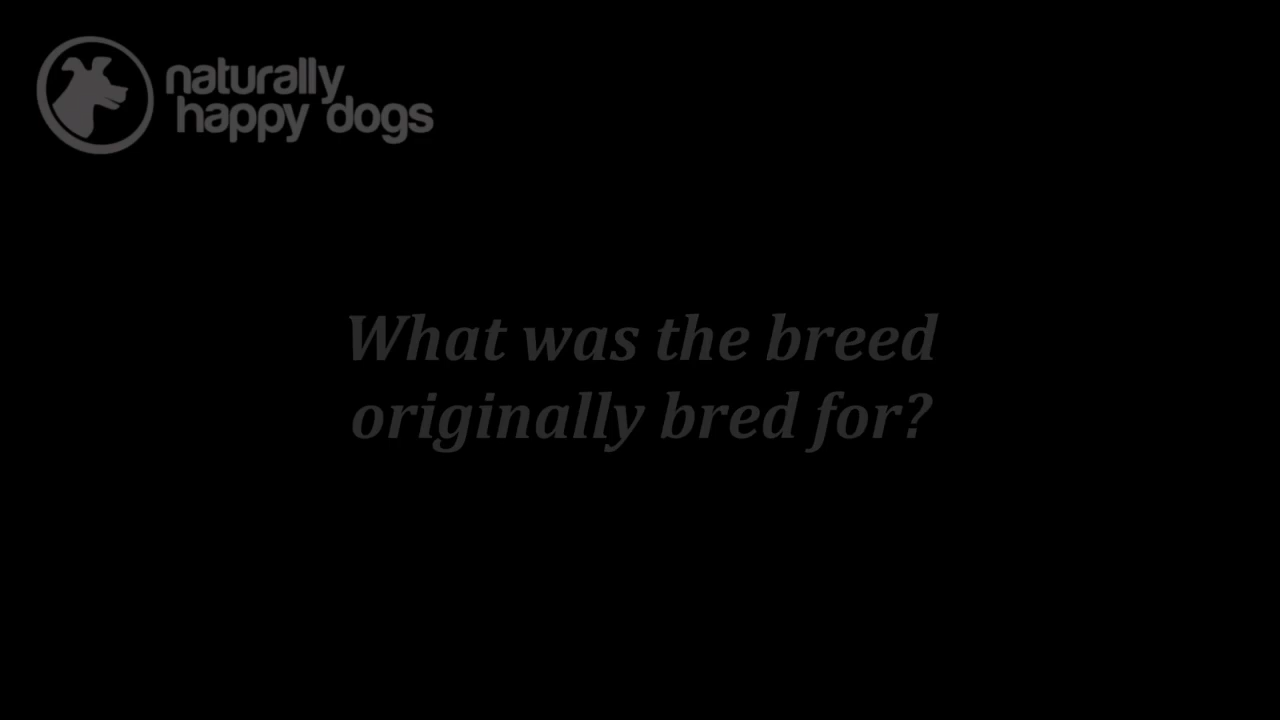 naturally
happy dogs
What was the breed
originally bred for?